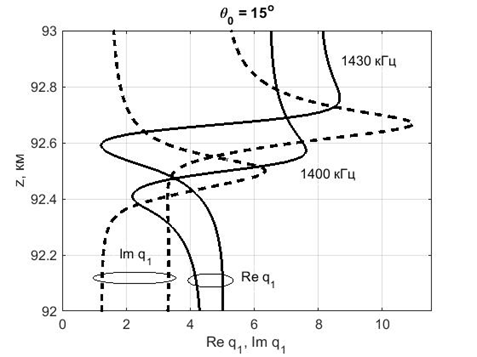 θ0 = 15o
93
92.8
92.6
92.4
92.2
92
z, км
1430 кГц
1400 кГц
Im q1
Re q1
0 2 4 6 8 10
Re q1, Im q1